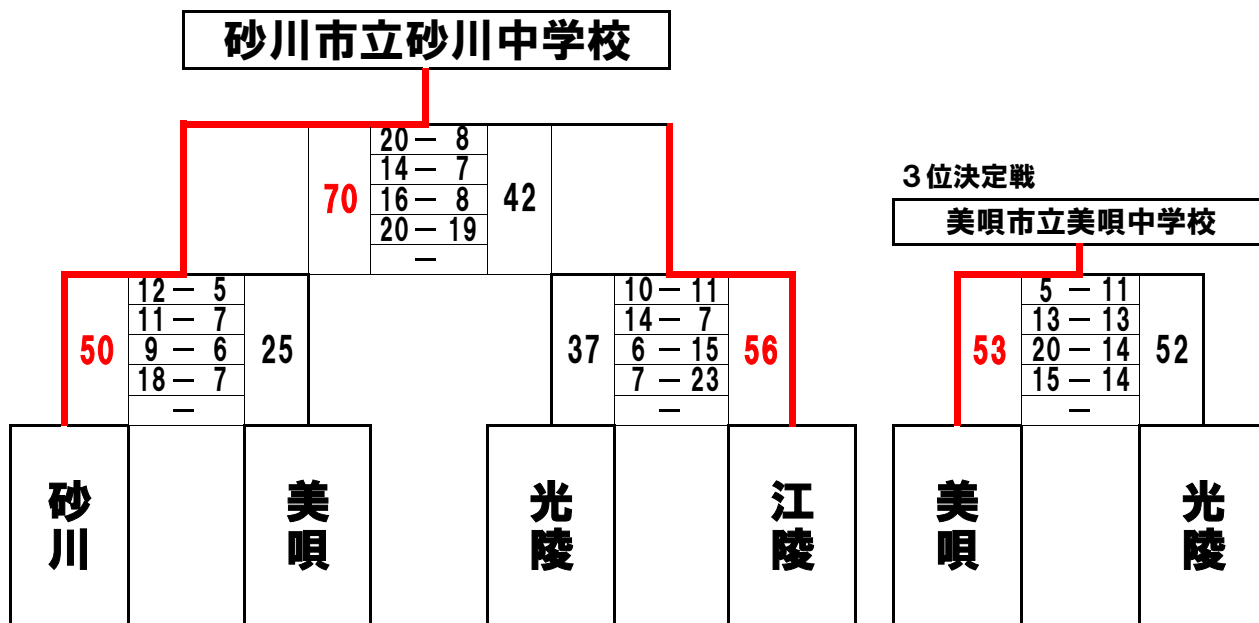 砂川市立砂川中学校
70
20 － 8
14 － 7
16 － 8
20 － 19
－
42
50
12 － 5
11 － 7
9 － 6
18 － 7
－
25
37
10 － 11
14 － 7
6 － 15
7 － 23
－
56
砂川
美唄
光陵
江陵
３位決定戦
美唄市立美唄中学校
53
5 － 11
13 － 13
20 － 14
15 － 14
－
52
美唄
光陵